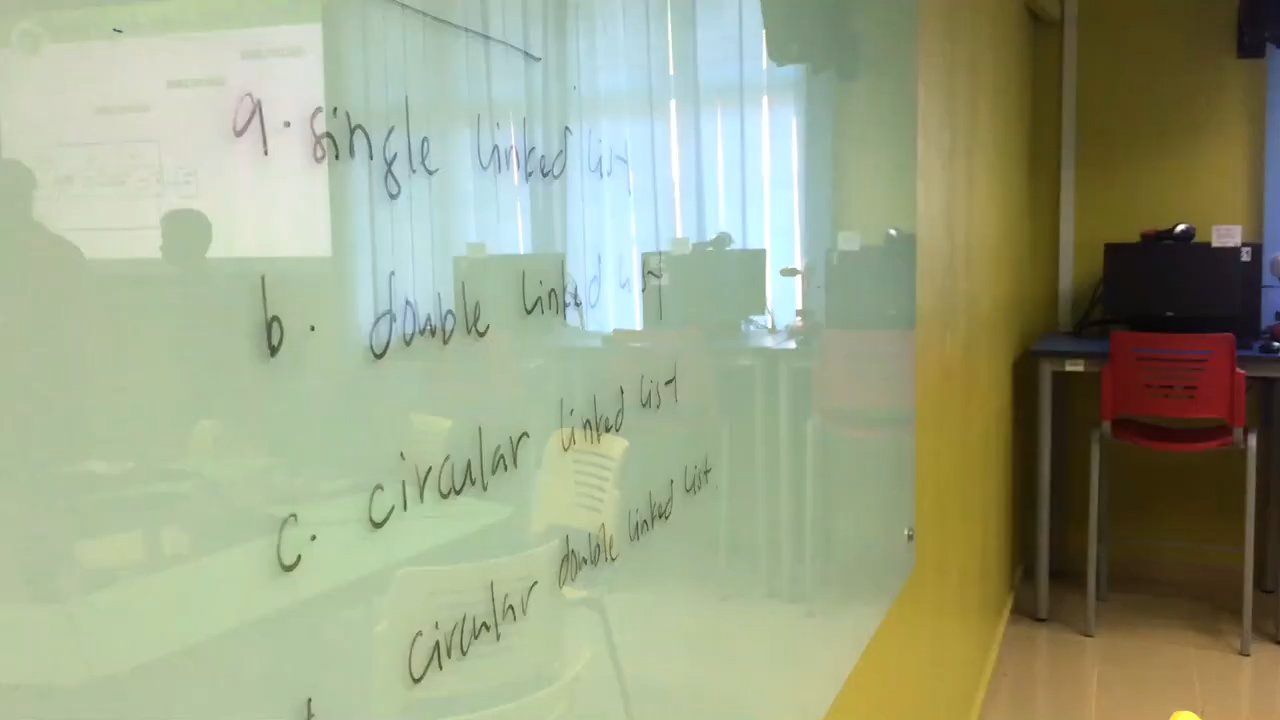 a. single linked list
b. double linked list
c. circular linked list
circular double linked list